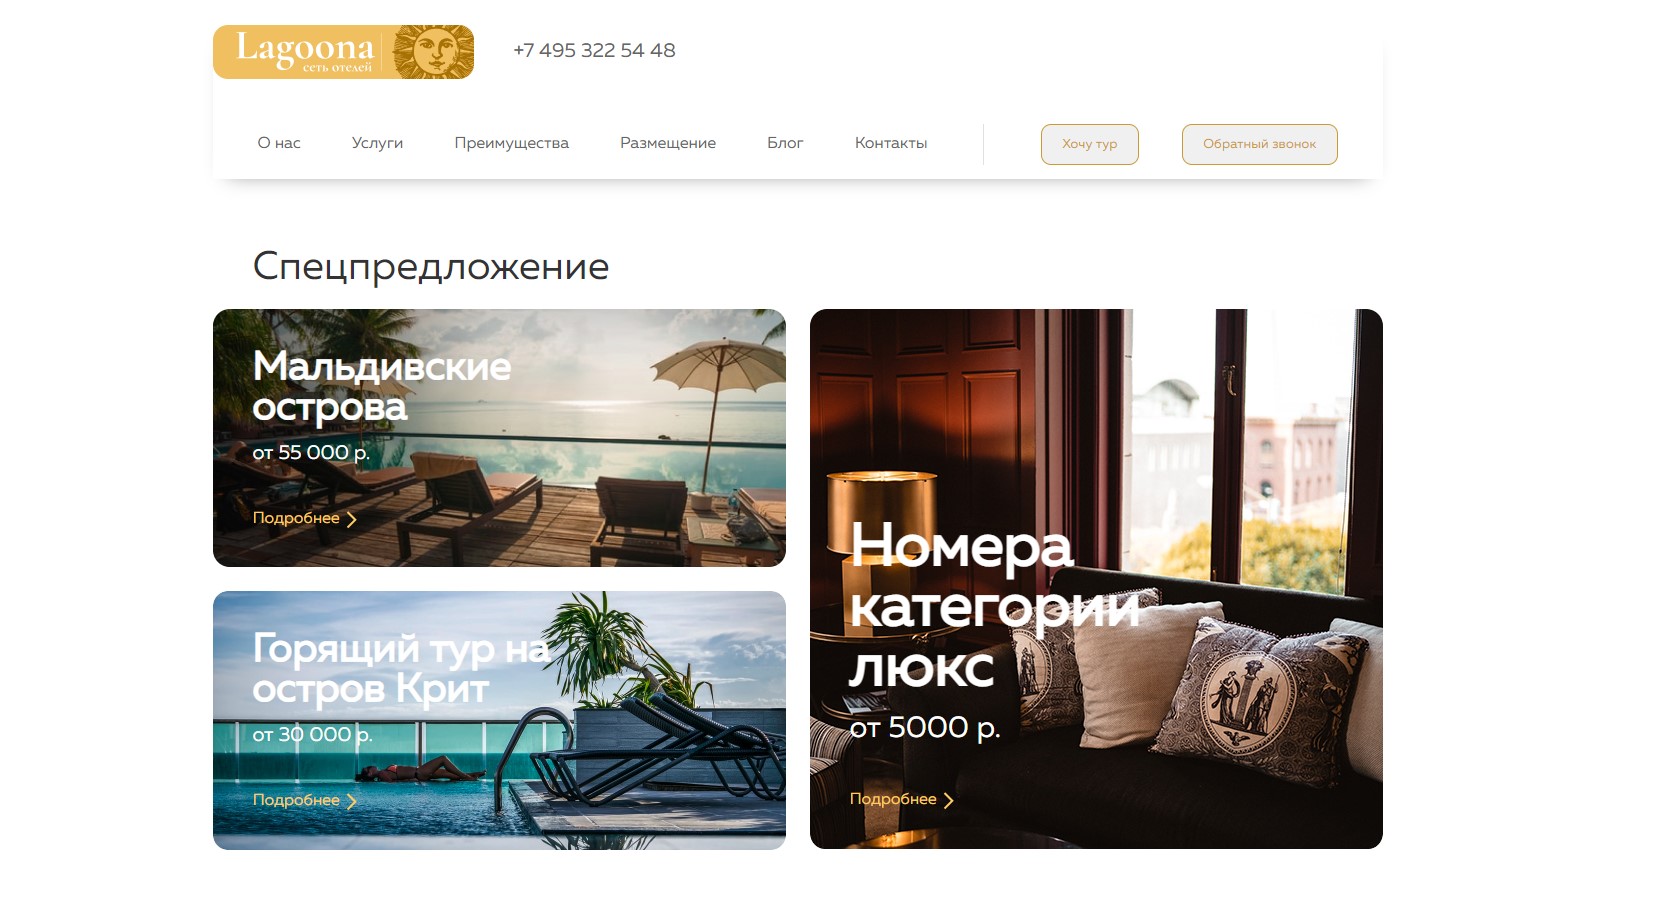 Lagoona
сеть отелей
+7 495 322 54 48
О нас Услуги Преимущества Размещение Блог Контакты Хочу тур Обратный звонок
Спецпредложение
Мальдивские
острова
от 55 000 р.
Подробнее
Горящий тур на
остров Крит
от 30 000 р.
Подробнее
Номера
категории
люкс
от 5000 р.
Подробнее